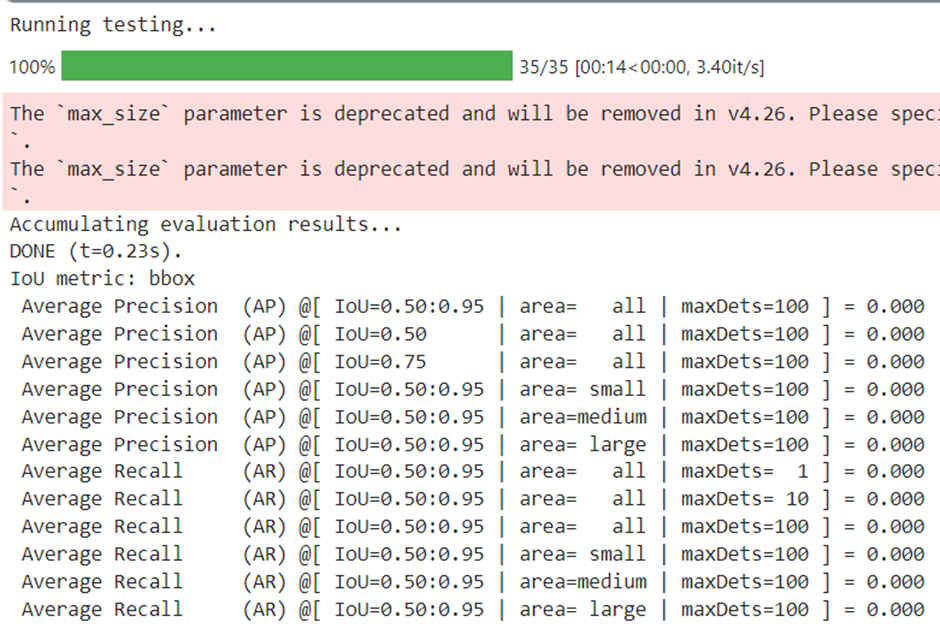 Running testing...
100% 35/35 [00:14<00:00, 3.40it/s]
The `max_size` parameter is deprecated and will be removed in v4.26. Please speci
`.
The `max_size` parameter is deprecated and will be removed in v4.26. Please speci
`.
Accumulating evaluation results...
DONE (t=0.23s).
IoU metric: bbox
 Average Precision  (AP) @[ IoU=0.50:0.95 | area=   all | maxDets=100 ] = 0.000
 Average Precision  (AP) @[ IoU=0.50      | area=   all | maxDets=100 ] = 0.000
 Average Precision  (AP) @[ IoU=0.75      | area=   all | maxDets=100 ] = 0.000
 Average Precision  (AP) @[ IoU=0.50:0.95 | area= small | maxDets=100 ] = 0.000
 Average Precision  (AP) @[ IoU=0.50:0.95 | area=medium | maxDets=100 ] = 0.000
 Average Precision  (AP) @[ IoU=0.50:0.95 | area= large | maxDets=100 ] = 0.000
 Average Recall     (AR) @[ IoU=0.50:0.95 | area=   all | maxDets=  1 ] = 0.000
 Average Recall     (AR) @[ IoU=0.50:0.95 | area=   all | maxDets= 10 ] = 0.000
 Average Recall     (AR) @[ IoU=0.50:0.95 | area=   all | maxDets=100 ] = 0.000
 Average Recall     (AR) @[ IoU=0.50:0.95 | area= small | maxDets=100 ] = 0.000
 Average Recall     (AR) @[ IoU=0.50:0.95 | area=medium | maxDets=100 ] = 0.000
 Average Recall     (AR) @[ IoU=0.50:0.95 | area= large | maxDets=100 ] = 0.000